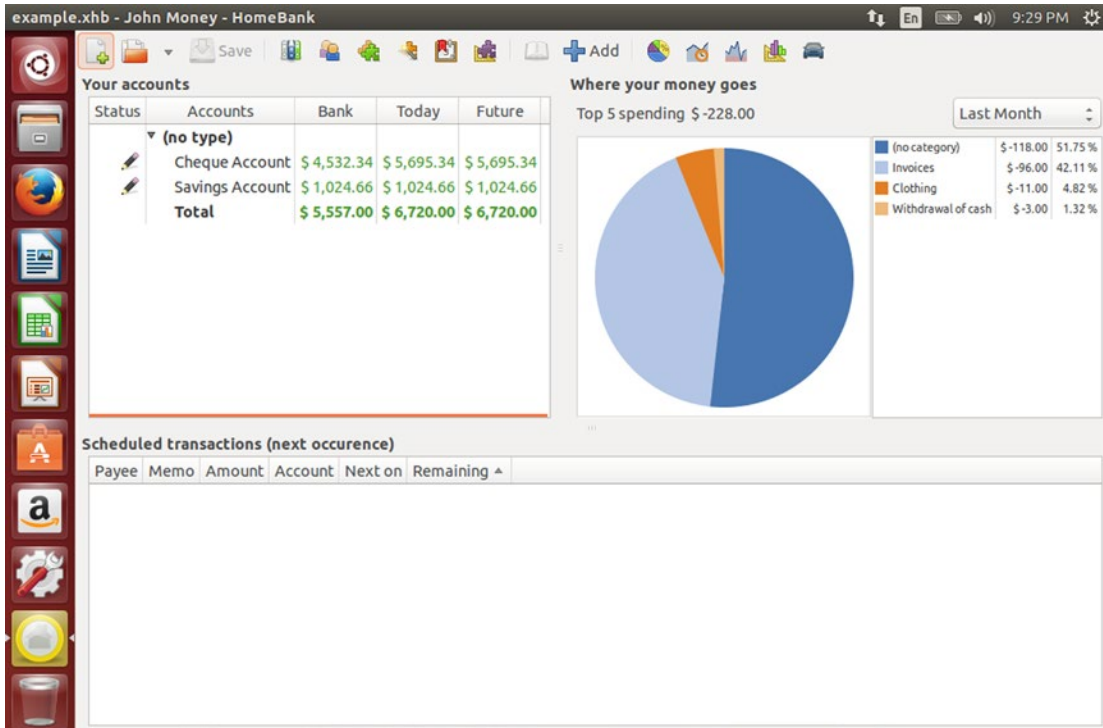 example.xhb - John Money - HomeBank En 9:29 PM
Save Add
Your accounts
Status Accounts Bank Today Future
(no type)
Cheque Account $ 4,532.34 $ 5,695.34 $ 5,695.34
Savings Account $ 1,024.66 $ 1,024.66 $ 1,024.66
Total $ 5,557.00 $ 6,720.00 $ 6,720.00
Where your money goes
Top 5 spending $ -228.00 Last Month
(no category) $ -118.00 51.75 %
Invoices $ -96.00 42.11 %
Clothing $ -11.00 4.82 %
Withdrawal of cash $ -3.00 1.32 %
Scheduled transactions (next occurence)
Payee Memo Amount Account Next on Remaining
a